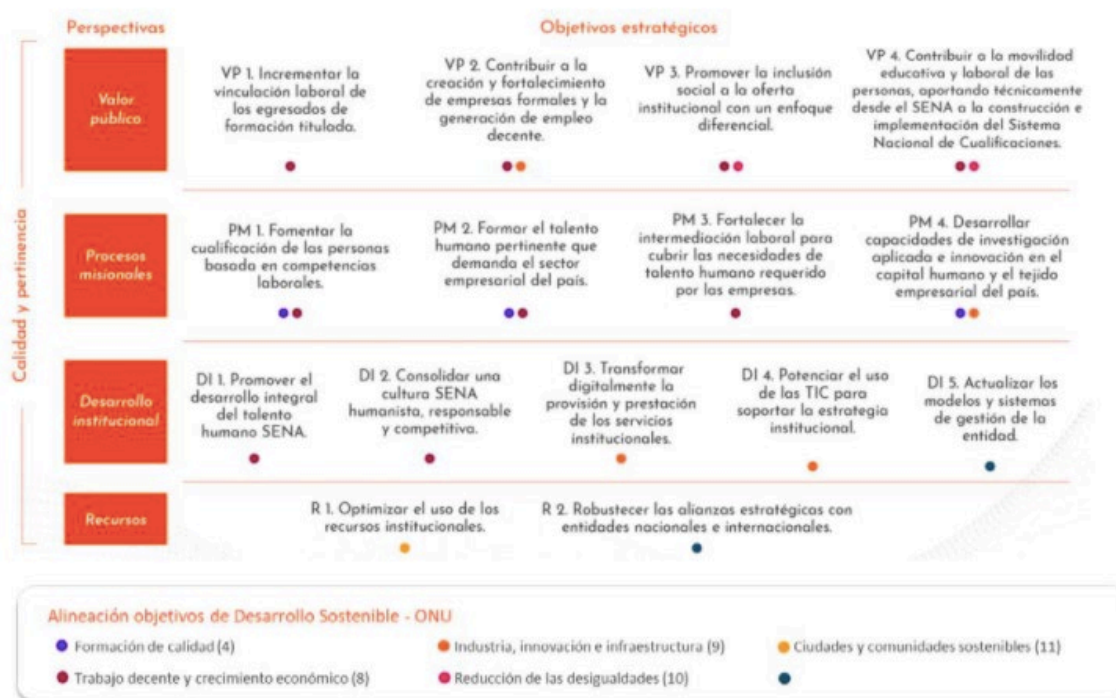 Perspectivas
Objetivos estratégicos
Calidad y pertinencia
Valor
público
VP 1. Incrementar la
vinculación laboral de
los egresados de
formación titulada.
VP 2. Contribuir a la
creación y fortalecimiento
de empresas formales y la
generación de empleo
decente.
VP 3. Promover la inclusión
social a la oferta
institucional con un enfoque
diferencial.
VP 4. Contribuir a la movilidad
educativa y laboral de las
personas, aportando técnicamente
desde el SENA a la construcción e
implementación del Sistema
Nacional de Cualificaciones.
Procesos
misionales
PM 1. Fomentar la
cualificación de las personas
basada en competencias
laborales.
PM 2. Formar el talento
humano pertinente que
demanda el sector
empresarial del país.
PM 3. Fortalecer la
intermediación laboral para
cubrir las necesidades de
talento humano requerido
por las empresas.
PM 4. Desarrollar
capacidades de investigación
aplicada e innovación en el
capital humano y el tejido
empresarial del país.
Desarrollo
institucional
DI 1. Promover el
desarrollo integral
del talento
humano SENA.
DI 2. Consolidar una
cultura SENA
humanista, responsable
y competitiva.
DI 3. Transformar
digitalmente la
provisión y prestación
de los servicios
institucionales.
DI 4. Potenciar el uso
de las TIC para
soportar la estrategia
institucional.
DI 5. Actualizar los
modelos y sistemas
de gestión de la
entidad.
Recursos
R 1. Optimizar el uso de los
recursos institucionales.
R 2. Robustecer las alianzas estratégicas con
entidades nacionales e internacionales.
Alineación objetivos de Desarrollo Sostenible - ONU
Formación de calidad (4)
Industria, innovación e infraestructura (9)
Ciudades y comunidades sostenibles (11)
Trabajo decente y crecimiento económico (8)
Reducción de las desigualdades (10)